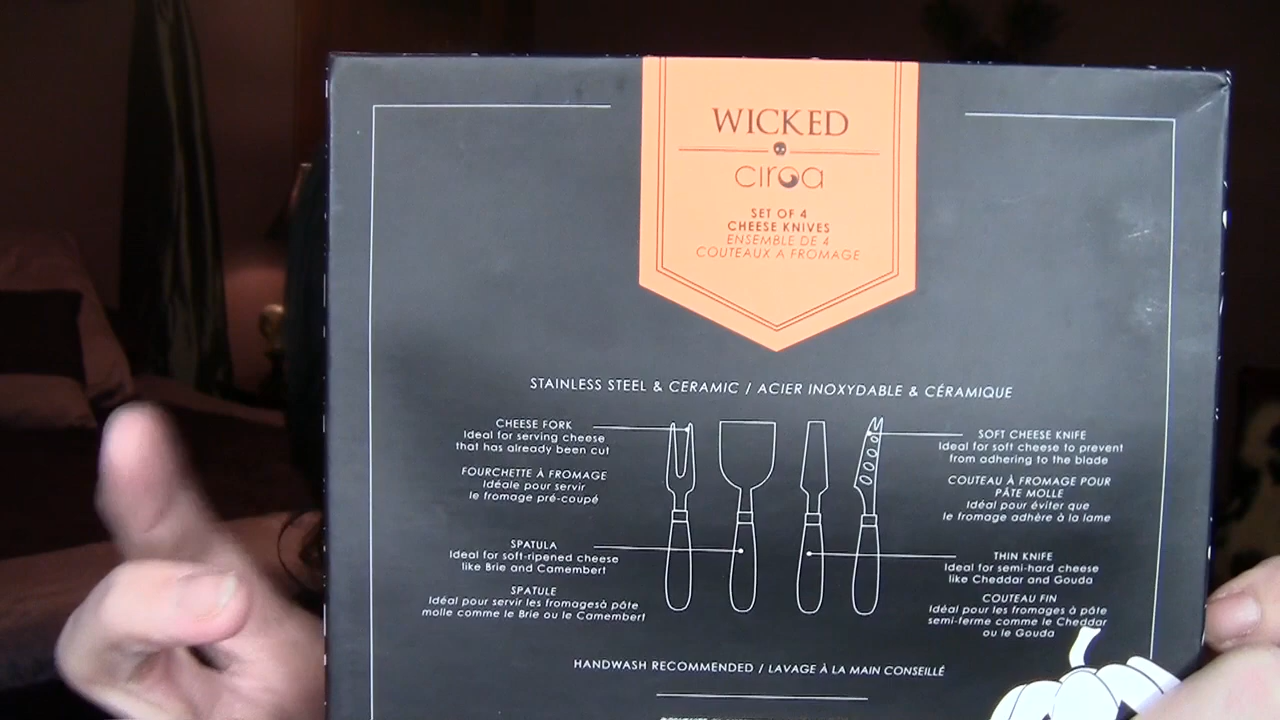 WICKED
ciroa
SET OF 4
CHEESE KNIVES
ENSEMBLE DE 4
COUTEAUX A FROMAGE
STAINLESS STEEL & CERAMIC / ACIER INOXYDABLE & CÉRAMIQUE
CHEESE FORK
Ideal for serving cheese
that has already been cut
FOURCHETTE À FROMAGE
Idéale pour servir
le fromage pré-coupé
SPATULA
Ideal for soft-ripened cheese
like Brie and Camembert
SPATULE
Idéal pour servir les fromagesà pâte
molle comme le Brie ou le Camembert
SOFT CHEESE KNIFE
Ideal for soft cheese to prevent
from adhering to the blade
COUTEAU À FROMAGE POUR
PÂTE MOLLE
Idéal pour éviter que
le fromage adhère à la lame
THIN KNIFE
Ideal for semi-hard cheese
like Cheddar and Gouda
COUTEAU FIN
Idéal pour les fromages à pâte
semi-ferme comme le Cheddar
ou le Gouda
HANDWASH RECOMMENDED / LAVAGE À LA MAIN CONSEILLÉ